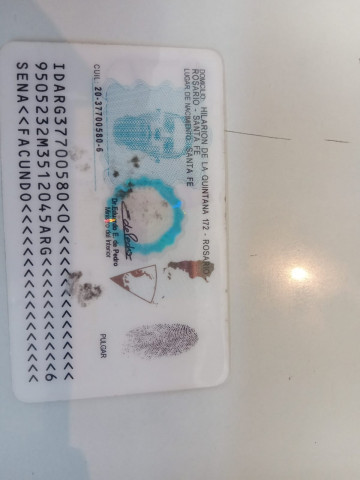 DOMICILIO: HILARION DE LA QUINTANA 172 - ROSARIO
ROSARIO - SANTA FE
LUGAR DE NACIMIENTO: SANTA FE
CUIL: 20-37700580-6
Dr. Eduardo E. de Pedro
Ministro del Interior
PULGAR
IDARG37700580<0<<<<<<<<<<<<<<<
9505232M3512045ARG<<<<<<<<<<<6
SENA<<FACUNDO<<<<<<<<<<<<<<<<<